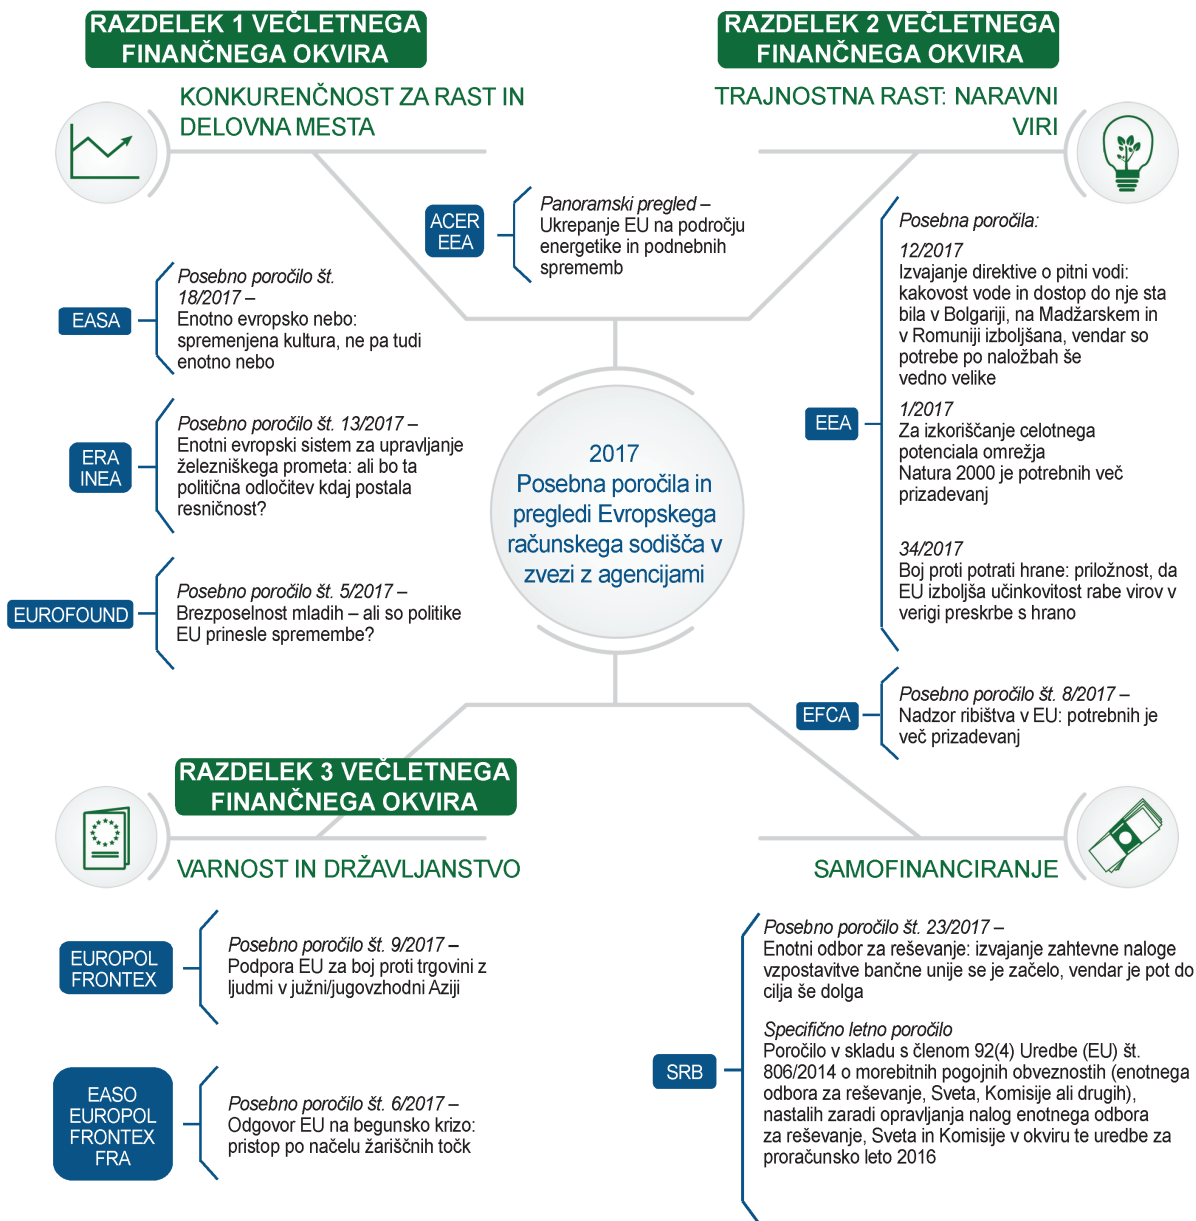 RAZDELEK 1 VEČLETNEGA
FINANČNEGA OKVIRA
KONKURENČNOST ZA RAST IN
DELOVNA MESTA
RAZDELEK 2 VEČLETNEGA
FINANČNEGA OKVIRA
TRAJNOSTNA RAST: NARAVNI
VIRI
ACER
EEA
Panoramski pregled –
Ukrepanje EU na področju
energetike in podnebnih
sprememb
EASA
Posebno poročilo št.
18/2017 –
Enotno evropsko nebo:
spremenjena kultura, ne pa tudi
enotno nebo
ERA
INEA
Posebno poročilo št. 13/2017 –
Enotni evropski sistem za upravljanje
železniškega prometa: ali bo ta
politična odločitev kdaj postala
resničnost?
EUROFOUND
Posebno poročilo št. 5/2017 –
Brezposelnost mladih – ali so politike
EU prinesle spremembe?
2017
Posebna poročila in
pregledi Evropskega
računskega sodišča v
zvezi z agencijami
EEA
Posebna poročila:
12/2017
Izvajanje direktive o pitni vodi:
kakovost vode in dostop do nje sta
bila v Bolgariji, na Madžarskem in
v Romuniji izboljšana, vendar so
potrebe po naložbah še
vedno velike
1/2017
Za izkoriščanje celotnega
potenciala omrežja
Natura 2000 je potrebnih več
prizadevanj
34/2017
Boj proti potrati hrane: priložnost, da
EU izboljša učinkovitost rabe virov v
verigi preskrbe s hrano
EFCA
Posebno poročilo št. 8/2017 –
Nadzor ribištva v EU: potrebnih je
več prizadevanj
RAZDELEK 3 VEČLETNEGA
FINANČNEGA OKVIRA
VARNOST IN DRŽAVLJANSTVO
EUROPOL
FRONTEX
Posebno poročilo št. 9/2017 –
Podpora EU za boj proti trgovini z
ljudmi v južni/jugovzhodni Aziji
EASO
EUROPOL
FRONTEX
FRA
Posebno poročilo št. 6/2017 –
Odgovor EU na begunsko krizo:
pristop po načelu žariščnih točk
SAMOFINANCIRANJE
SRB
Posebno poročilo št. 23/2017 –
Enotni odbor za reševanje: izvajanje zahtevne naloge
vzpostavitve bančne unije se je začelo, vendar je pot do
cilja še dolga
Specifično letno poročilo
Poročilo v skladu s členom 92(4) Uredbe (EU) št.
806/2014 o morebitnih pogojnih obveznostih (enotnega
odbora za reševanje, Sveta, Komisije ali drugih),
nastalih zaradi opravljanja nalog enotnega odbora
za reševanje, Sveta in Komisije v okviru te uredbe za
proračunsko leto 2016